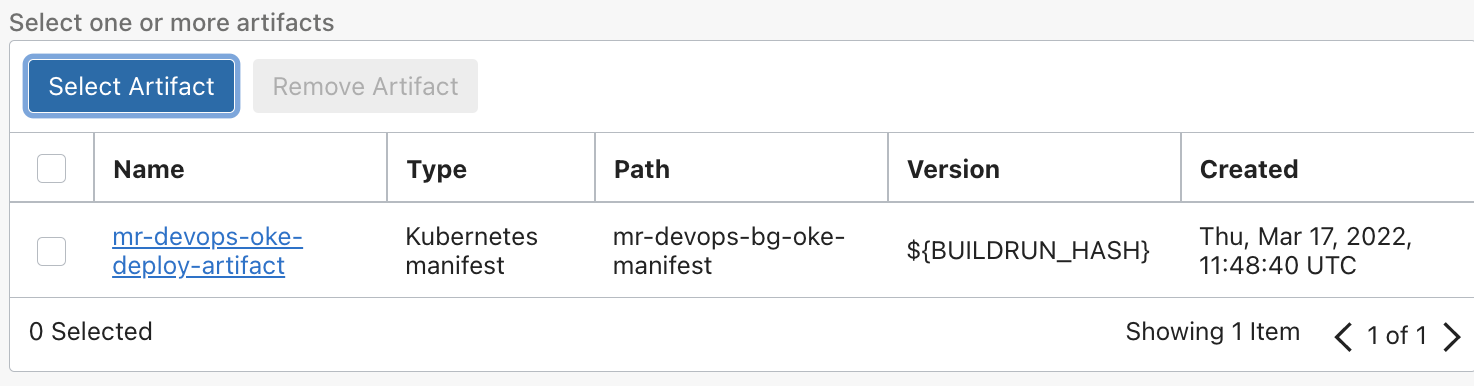 Select one or more artifacts
Select Artifact Remove Artifact
Name Type Path Version Created
mr-devops-oke- Kubernetes mr-devops-bg-oke- ${BUILDRUN_HASH} Thu, Mar 17, 2022,
deploy-artifact manifest manifest 11:48:40 UTC
0 Selected Showing 1 Item 1 of 1